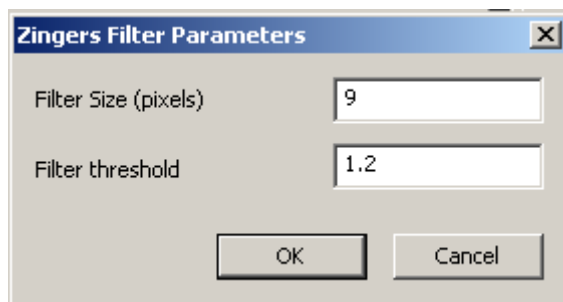 Zingers Filter Parameters
Filter Size (pixels) 9
Filter threshold 1.2
OK Cancel